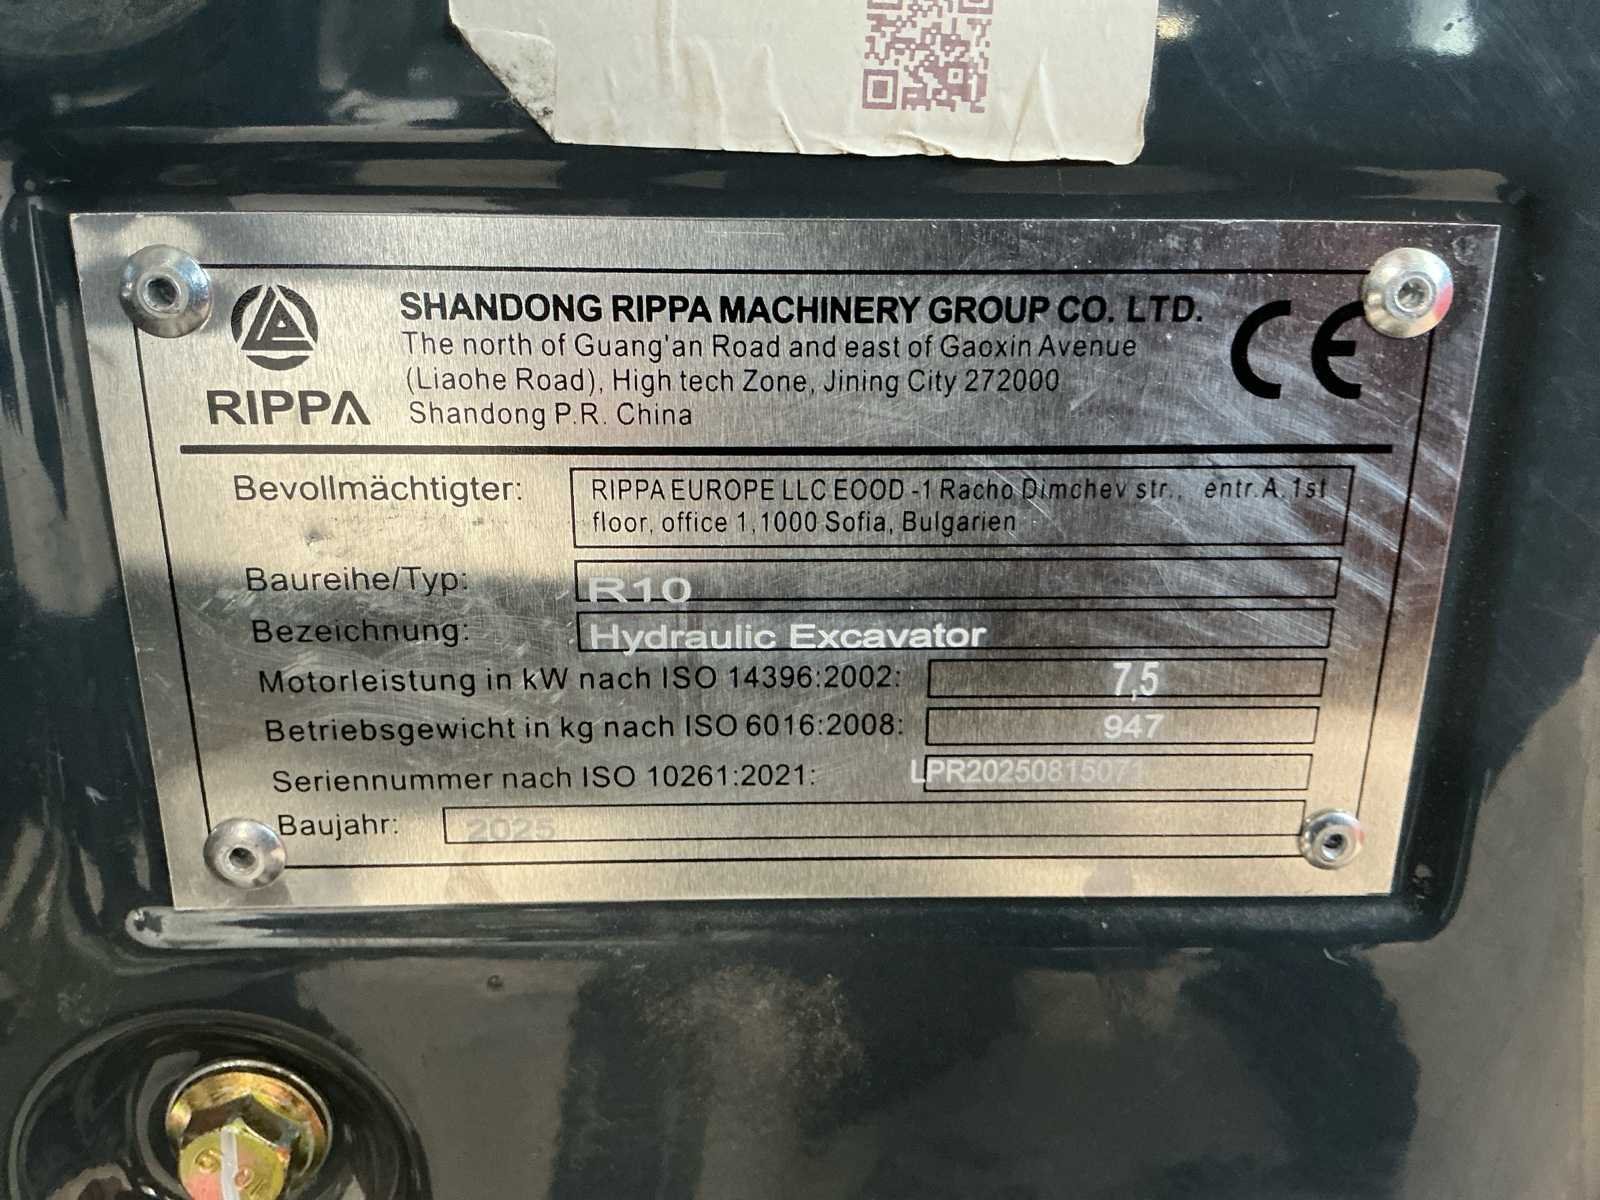 RIPPA
SHANDONG RIPPA MACHINERY GROUP CO. LTD.
The north of Guang'an Road and east of Gaoxin Avenue
(Liaohe Road), High tech Zone, Jining City 272000
Shandong P.R. China
CE
Bevollmächtigter: RIPPA EUROPE LLC EOOD -1 Racho Dimchev str., entr.A.1st
floor, office 1,1000 Sofia, Bulgarien
Baureihe/Typ: R10
Bezeichnung: Hydraulic Excavator
Motorleistung in kW nach ISO 14396:2002: 7,5
Betriebsgewicht in kg nach ISO 6016:2008: 947
Seriennummer nach ISO 10261:2021: LPR20250815071
Baujahr: 2025